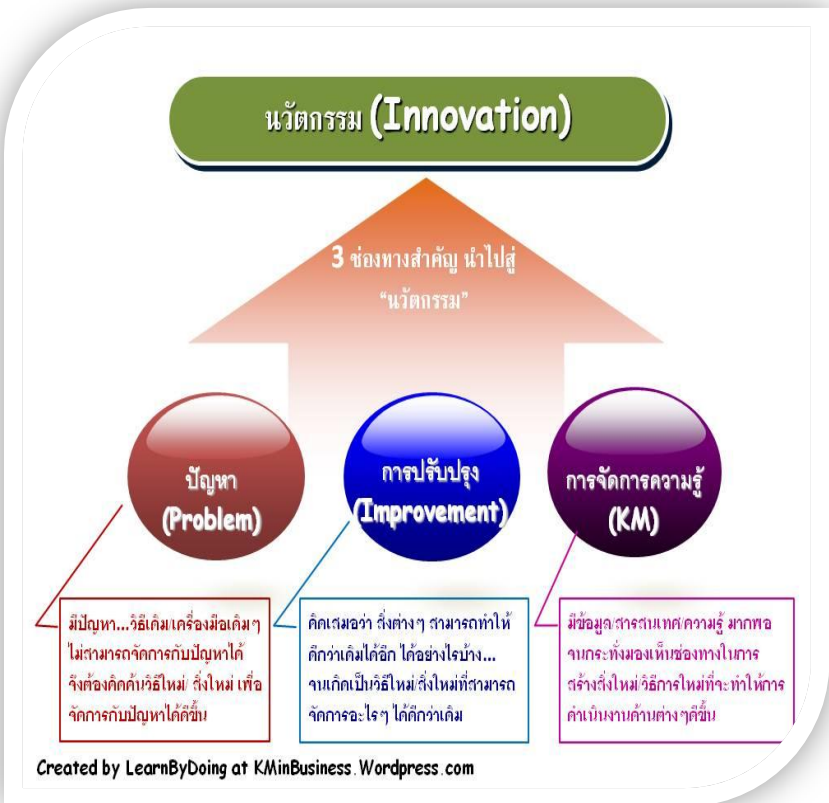 นวัตกรรม (Innovation)
3 ช่องทางสำคัญ นำไปสู่
“นวัตกรรม”
ปัญหา
(Problem)
การปรับปรุง
(Improvement)
การจัดการความรู้
(KM)
มีปัญหา...วิธีเดิม/เครื่องมือเดิมๆ
ไม่สามารถจัดการกับปัญหาได้
จึงต้องคิดค้นวิธีใหม่/ สิ่งใหม่ เพื่อ
จัดการกับปัญหาได้ดีขึ้น
คิดเสมอว่า สิ่งต่างๆ สามารถทำให้
ดีกว่าเดิมได้อีก ได้อย่างไรบ้าง...
จนเกิดเป็นวิธีใหม่/สิ่งใหม่ที่สามารถ
จัดการอะไรๆ ได้ดีกว่าเดิม
มีข้อมูล/สารสนเทศ/ความรู้ มากพอ
จนกระทั่งมองเห็นช่องทางในการ
สร้างสิ่งใหม่/วิธีการใหม่ที่จะทำให้การ
ดำเนินงานด้านต่างๆดีขึ้น
Created by LearnByDoing at KMinBusiness.Wordpress.com